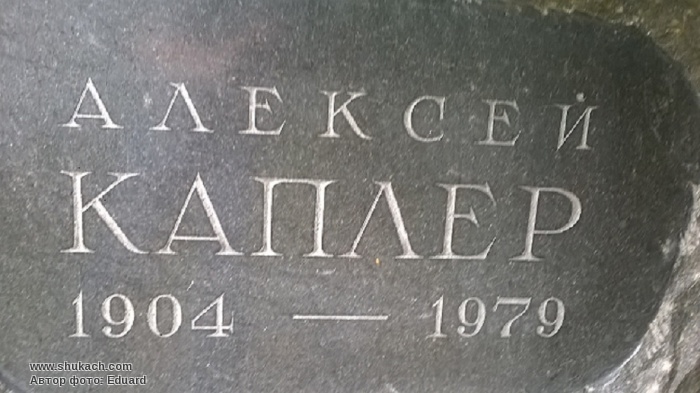 АЛЕКСЕЙ
КАПЛЕР
1904 — 1979
www.shukach.com
Автор фото: Eduard